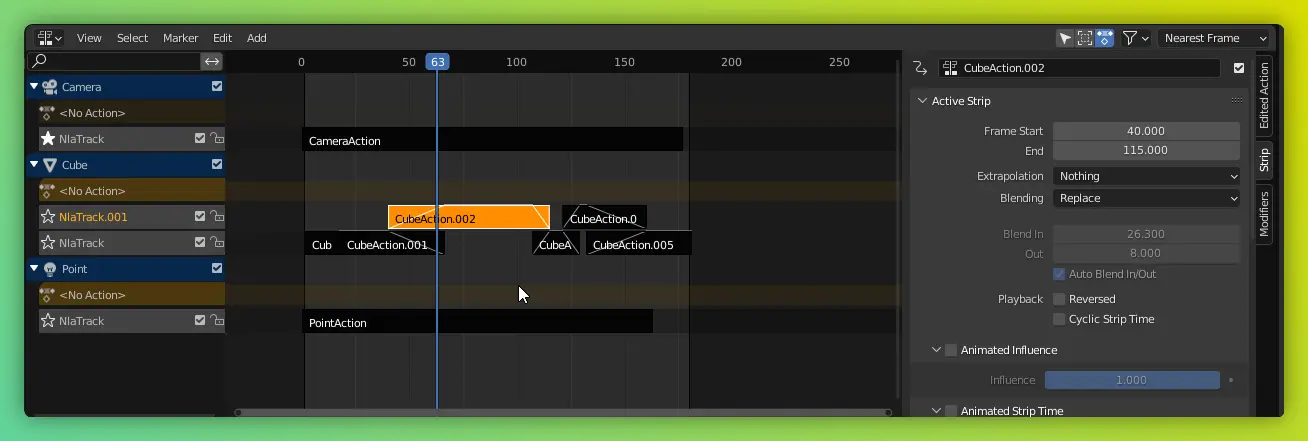 View Select Marker Edit Add Nearest Frame
0 50 63 100 150 200 250
CubeAction.002
Camera
<No Action>
NlaTrack
CameraAction
Cube
<No Action>
NlaTrack.001
CubeAction.002 CubeAction.0
NlaTrack
Cub CubeAction.001 CubeA CubeAction.005
Point
<No Action>
NlaTrack
PointAction
Active Strip
Frame Start 40.000
End 115.000
Extrapolation Nothing
Blending Replace
Blend In 26.300
Out 8.000
Auto Blend In/Out
Playback Reversed
Cyclic Strip Time
Animated Influence
Influence 1.000
Animated Strip Time
Edited Action
Strip
Modifiers